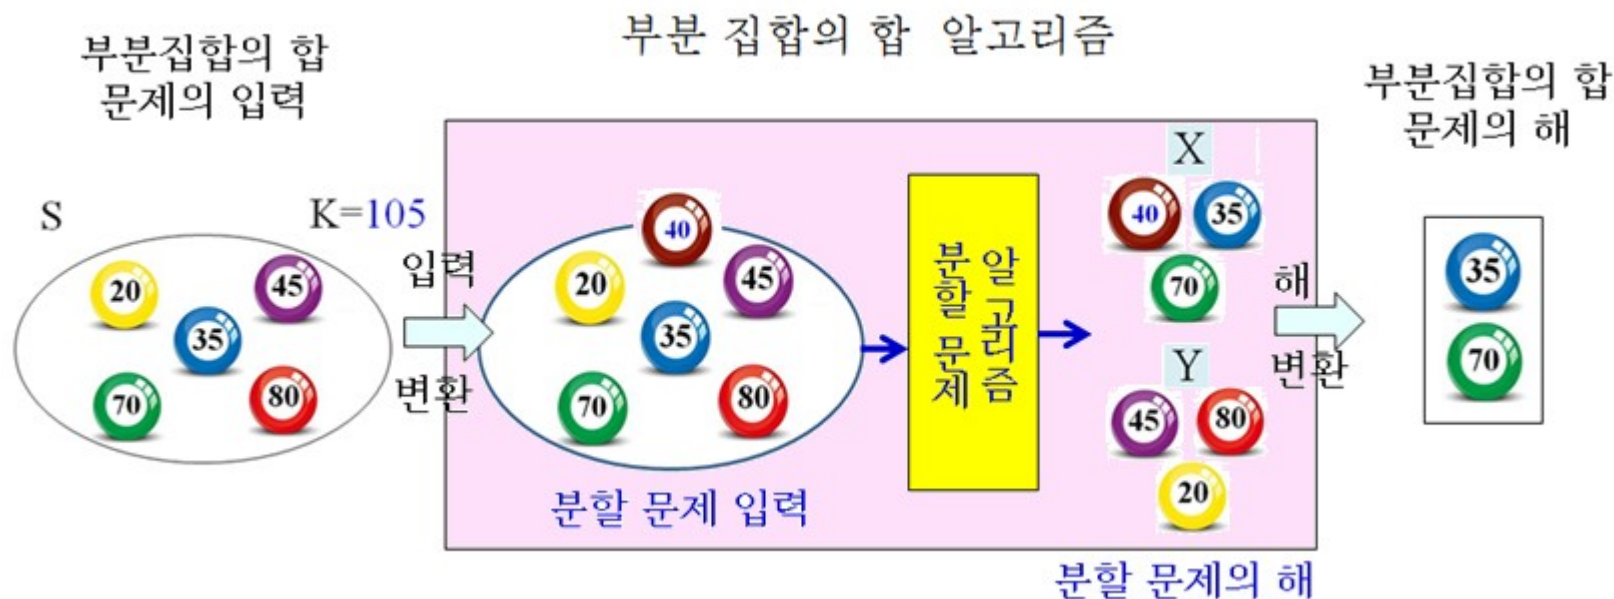 부분 집합의 합 알고리즘
부분집합의 합
문제의 입력
S
K=105
20
45
35
70
80
입력
변환
40
20
45
35
70
80
분할 문제 입력
분할 문제
알고리즘
X
40
35
70
Y
45
80
20
분할 문제의 해
해
변환
부분집합의 합
문제의 해
35
70